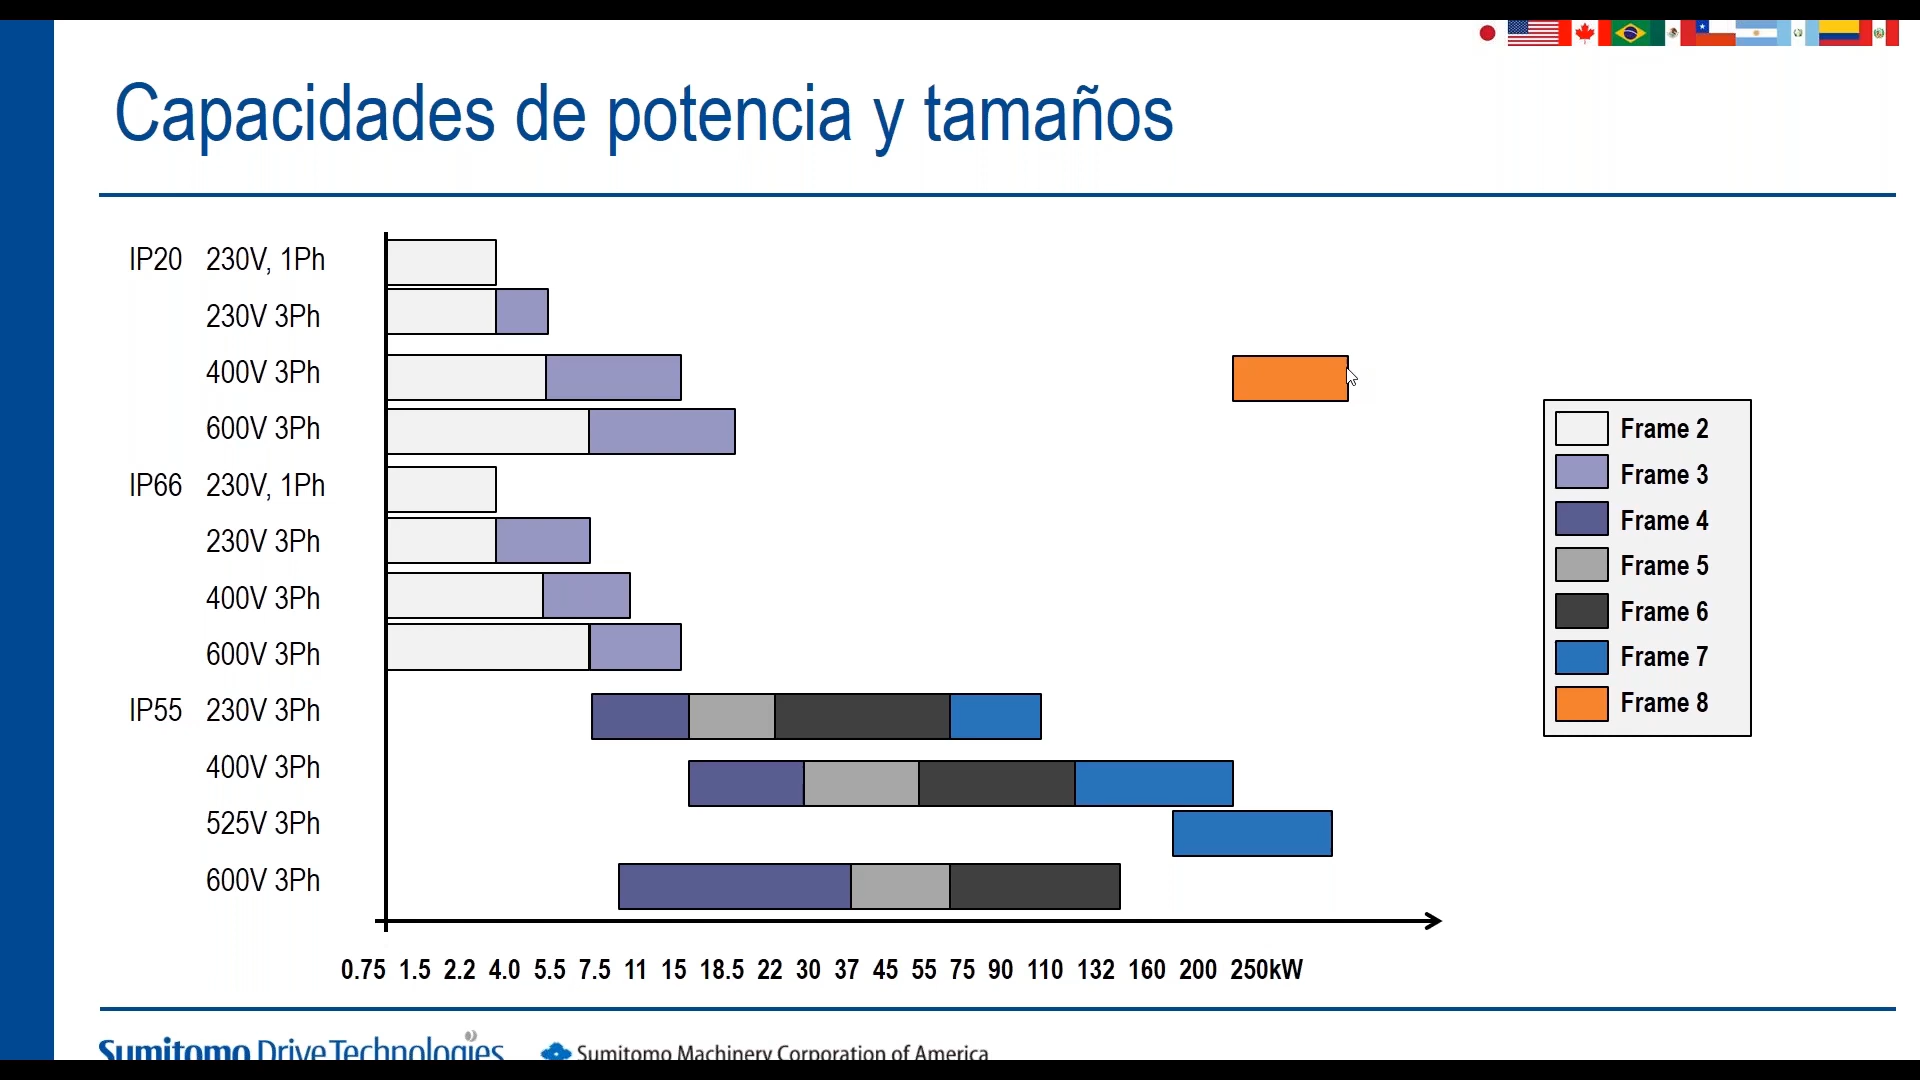 Capacidades de potencia y tamaños
IP20 230V, 1Ph
230V 3Ph
400V 3Ph
600V 3Ph
IP66 230V, 1Ph
230V 3Ph
400V 3Ph
600V 3Ph
IP55 230V 3Ph
400V 3Ph
525V 3Ph
600V 3Ph
Frame 2
Frame 3
Frame 4
Frame 5
Frame 6
Frame 7
Frame 8
0.75 1.5 2.2 4.0 5.5 7.5 11 15 18.5 22 30 37 45 55 75 90 110 132 160 200 250kW
Sumitomo Drive Technologies
Sumitomo Machinery Corporation of America